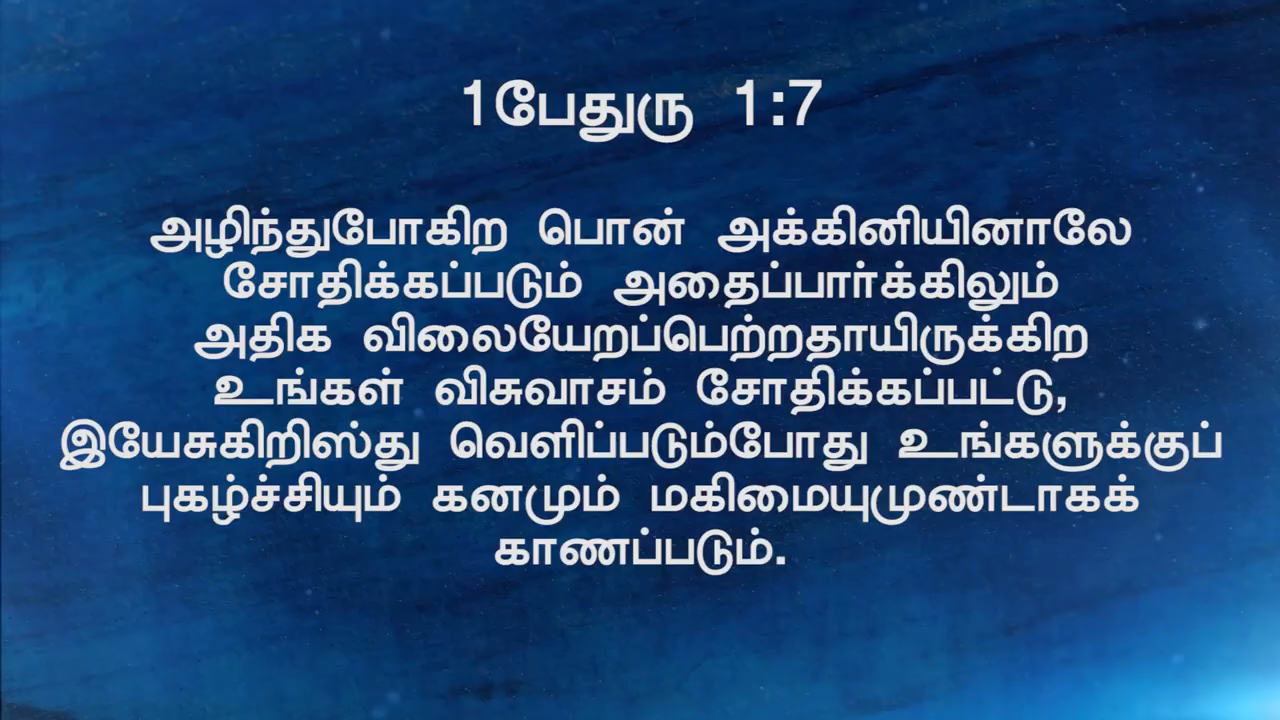 1பேதுரு 1:7
அழிந்துபோகிற பொன் அக்கினியினாலே
சோதிக்கப்படும் அதைப்பார்க்கிலும்
அதிக விலையேறப்பெற்றதாயிருக்கிற
உங்கள் விசுவாசம் சோதிக்கப்பட்டு,
இயேசுகிறிஸ்து வெளிப்படும்போது உங்களுக்குப்
புகழ்ச்சியும் கனமும் மகிமையுமுண்டாகக்
காணப்படும்.